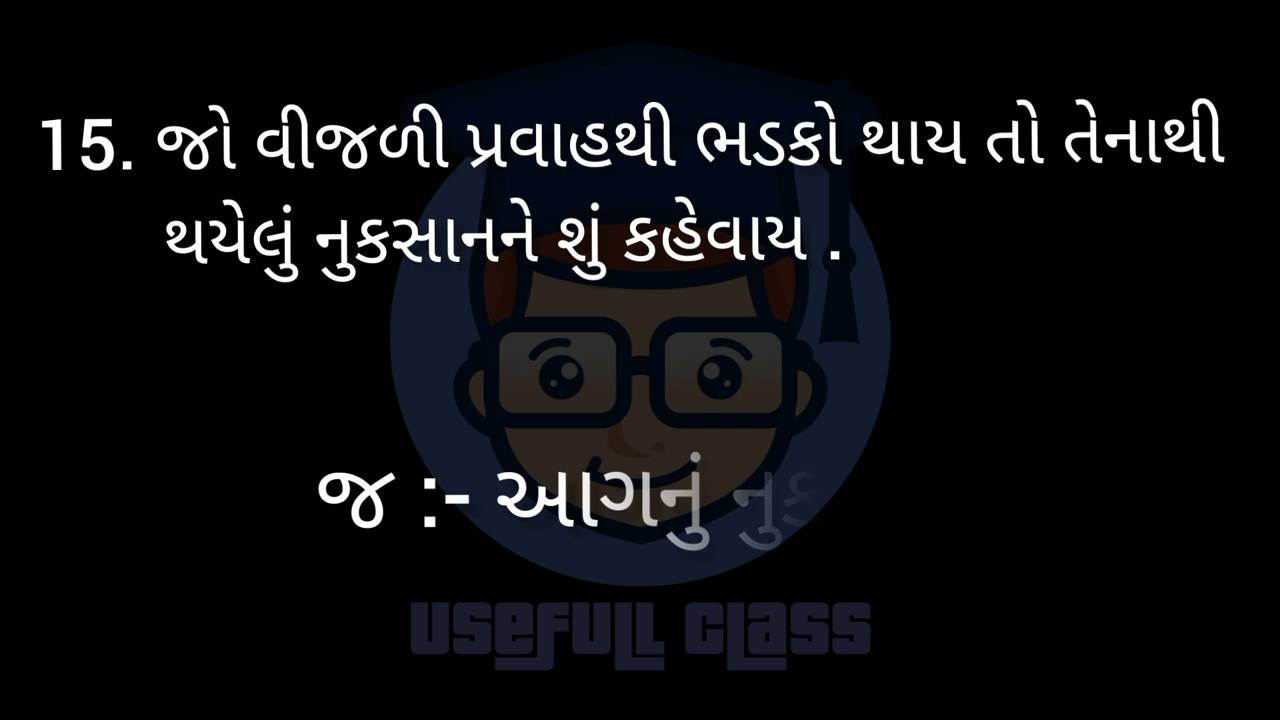 15. જો વીજળી પ્રવાહથી ભડકો થાય તો તેનાથી
થયેલું નુકસાનને શું કહેવાય .
જ :- આગનું
USEFULL CLASS